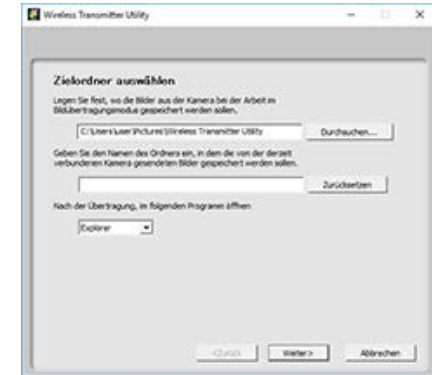 Wireless Transmitter Utility
Zielordner auswählen
Legen Sie fest, wo die Bilder aus der Kamera bei der Arbeit im
Bildübertragungsmodus gespeichert werden sollen.
C:\Users\user\Pictures\Wireless Transmitter Utility
Durchsuchen...
Geben Sie den Namen des Ordners ein, in dem die von der derzeit
verbundenen Kamera gesendeten Bilder gespeichert werden sollen.
Zurücksetzen
Nach der Übertragung, im folgenden Programm öffnen
Explorer
<Zurück
Weiter >
Abbrechen